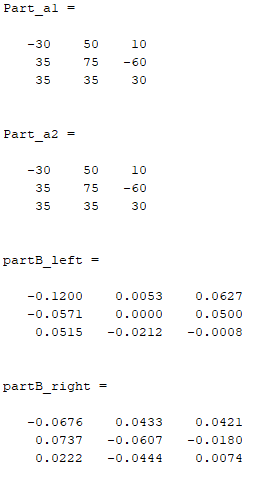 Part_a1 =
-30 50 10
35 75 -60
35 35 30
Part_a2 =
-30 50 10
35 75 -60
35 35 30
partB_left =
-0.1200 0.0053 0.0627
-0.0571 0.0000 0.0500
0.0515 -0.0212 -0.0008
partB_right =
-0.0676 0.0433 0.0421
0.0737 -0.0607 -0.0180
0.0222 -0.0444 0.0074